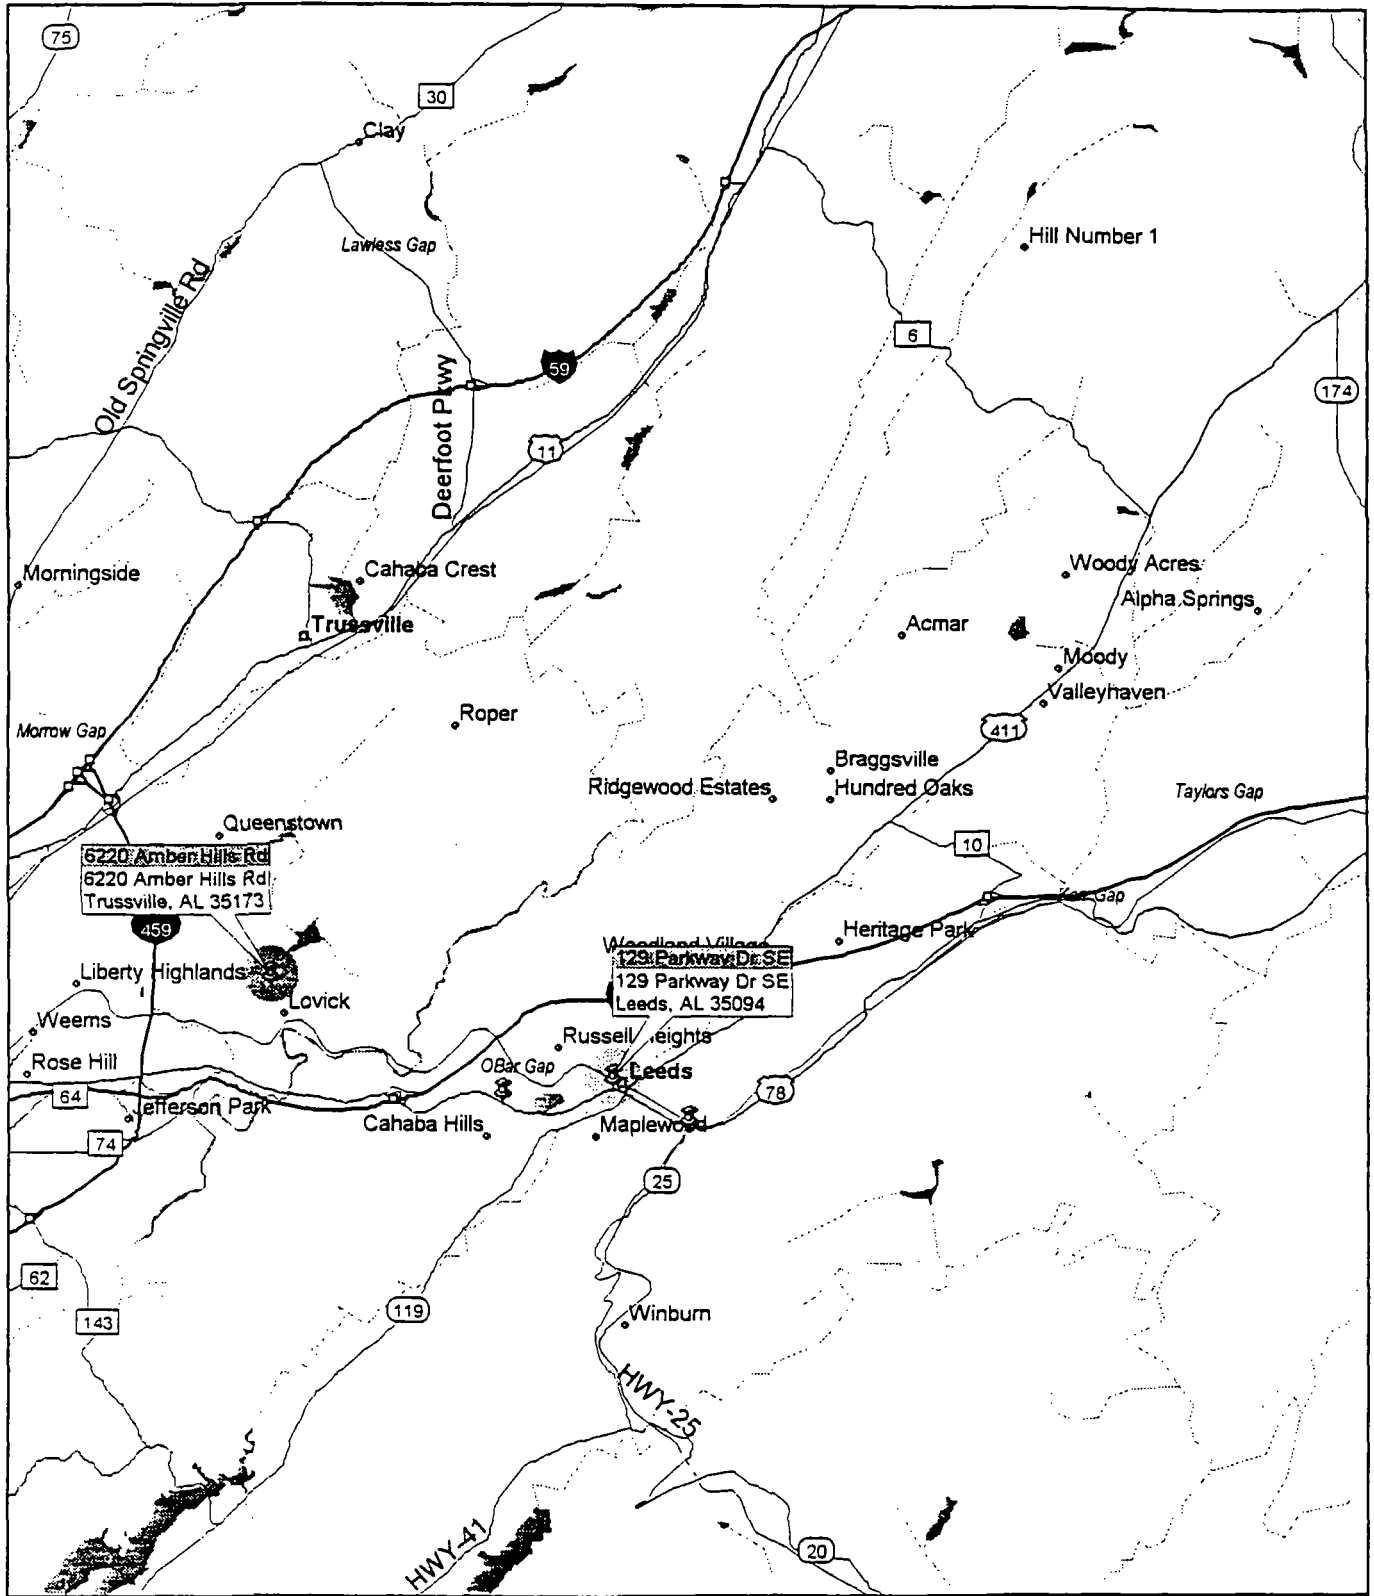 75
30
Clay
Lawless Gap
Hill Number 1
Old Springville Rd
6
59
174
Deerfoot Pkwy
11
Morningside
Cahaba Crest
Woody Acres
Alpha Springs
Trussville
Acmar
Moody
Valleyhaven
Roper
Morrow Gap
411
Braggsville
Ridgewood Estates
Hundred Oaks
Taylors Gap
Queenstown
10
6220 Amber Hills Rd
6220 Amber Hills Rd
Trussville, AL 35173
Gap
459
Heritage Park
Woodland Village
129 Parkway Dr SE
129 Parkway Dr SE
Leeds, AL 35094
Liberty Highlands
Lovick
Weems
Russell Heights
Rose Hill
OBar Gap
Leeds
64
78
Jefferson Park
Cahaba Hills
Maplewood
74
25
62
119
143
Winburn
HWY-25
HWY-41
20